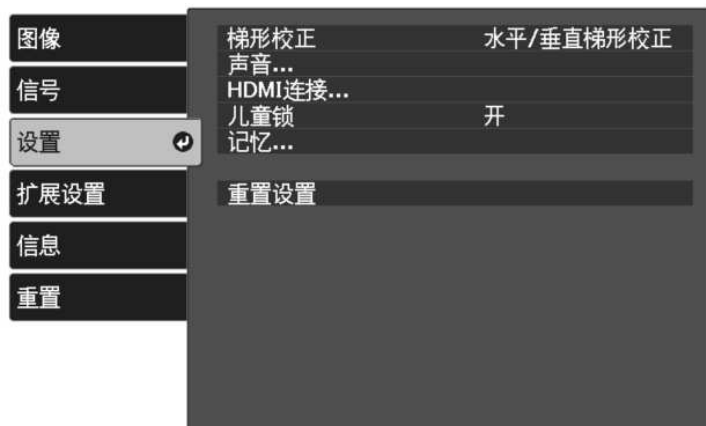 图像
信号
设置
扩展设置
信息
重置
梯形校正 水平/垂直梯形校正
声音...
HDMI连接...
儿童锁 开
记忆...
重置设置